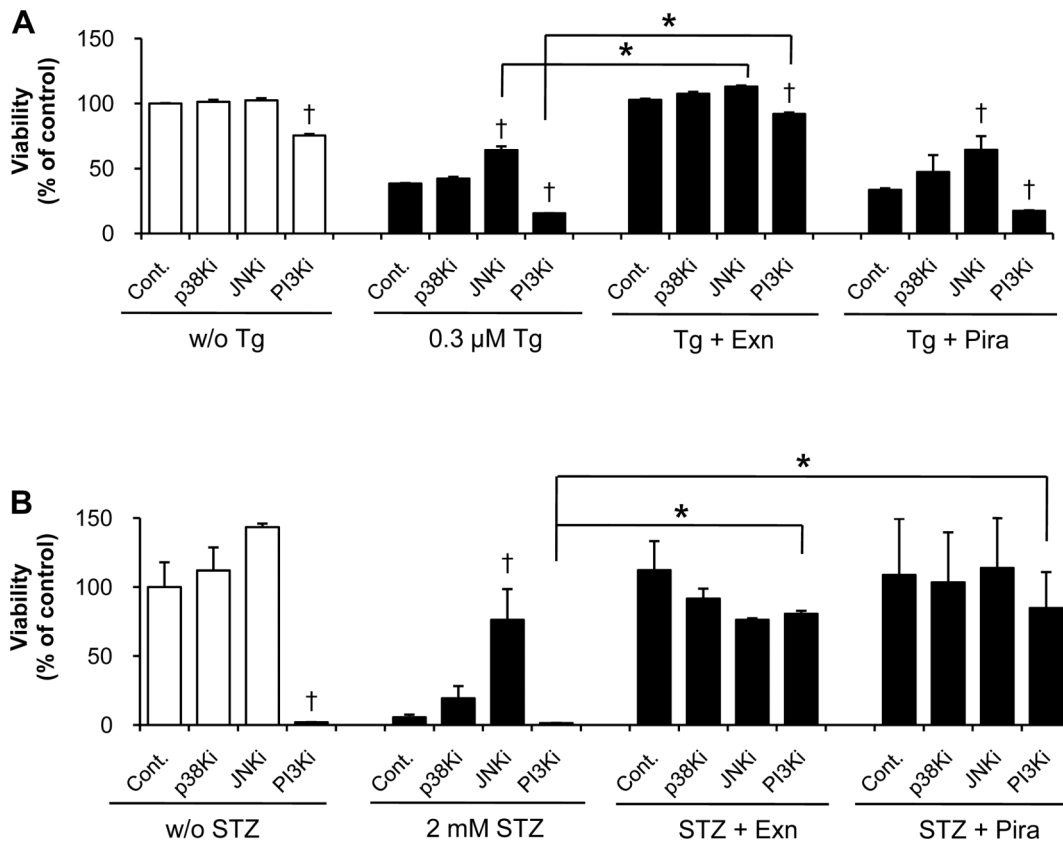 A
Viability
(% of control)
150
100
50
0
†
†
†
†
†
†
*
*
Cont. p38Ki JNKi PI3Ki Cont. p38Ki JNKi PI3Ki Cont. p38Ki JNKi PI3Ki Cont. p38Ki JNKi PI3Ki
w/o Tg 0.3 µM Tg Tg + Exn Tg + Pira
B
Viability
(% of control)
150
100
50
0
†
†
*
*
Cont. p38Ki JNKi PI3Ki Cont. p38Ki JNKi PI3Ki Cont. p38Ki JNKi PI3Ki Cont. p38Ki JNKi PI3Ki
w/o STZ 2 mM STZ STZ + Exn STZ + Pira